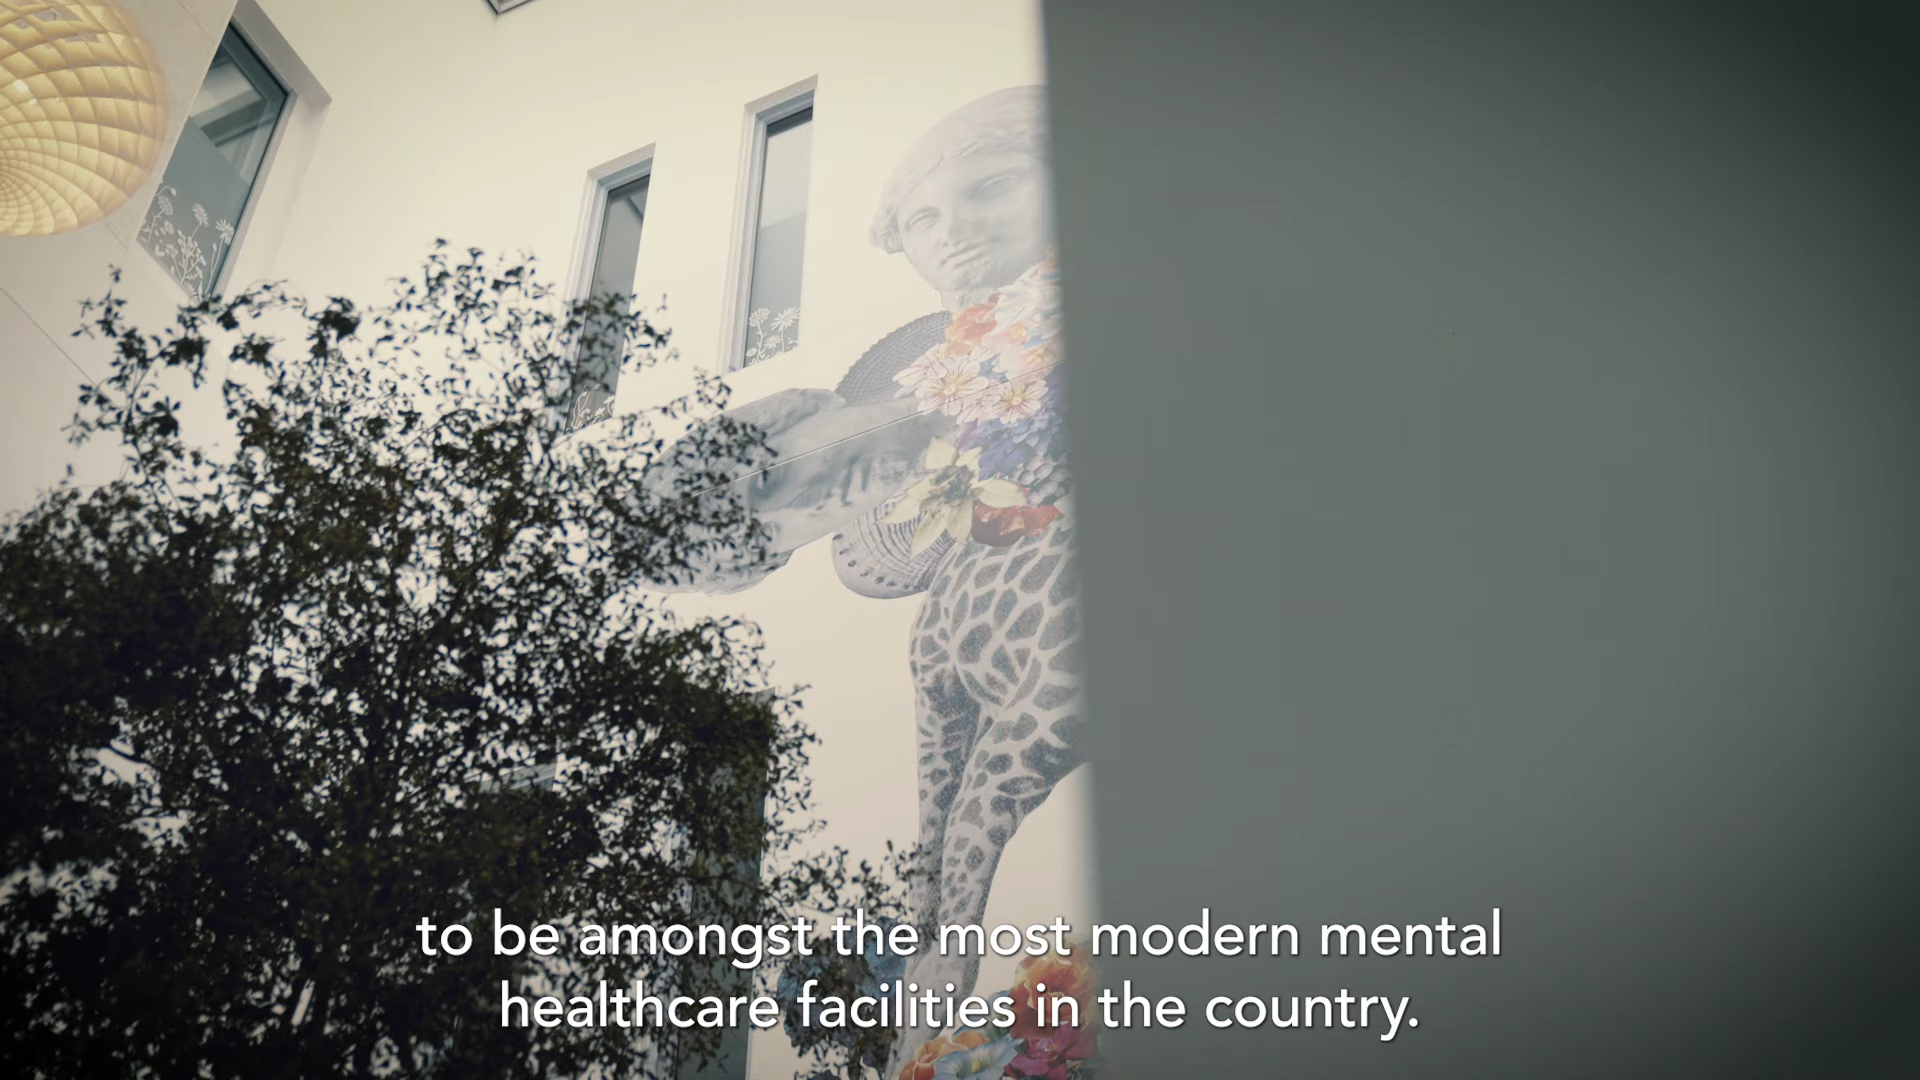 to be amongst the most modern mental
healthcare facilities in the country.